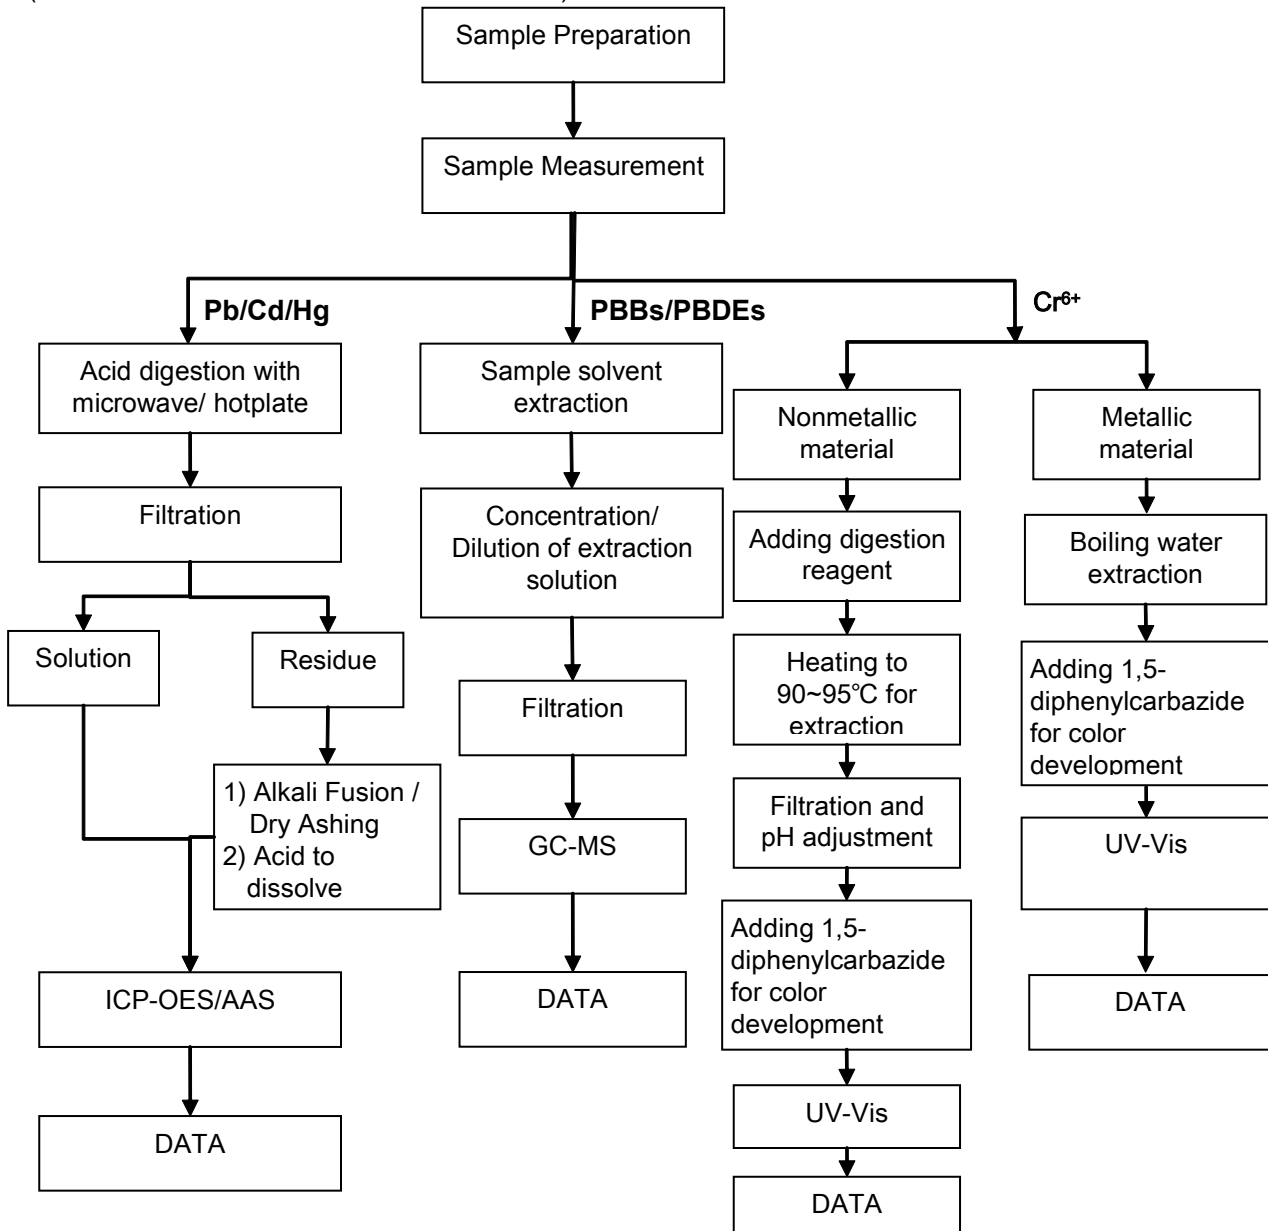 Sample Preparation
Sample Measurement
Pb/Cd/Hg
PBBs/PBDEs
Cr6+
Acid digestion with
microwave/ hotplate
Filtration
Solution
Residue
1) Alkali Fusion /
Dry Ashing
2) Acid to
dissolve
ICP-OES/AAS
DATA
Sample solvent
extraction
Concentration/
Dilution of extraction
solution
Filtration
GC-MS
DATA
Nonmetallic
material
Adding digestion
reagent
Heating to
90~95℃ for
extraction
Filtration and
pH adjustment
Adding 1,5-
diphenylcarbazide
for color
development
UV-Vis
DATA
Metallic
material
Boiling water
extraction
Adding 1,5-
diphenylcarbazide
for color
development
UV-Vis
DATA